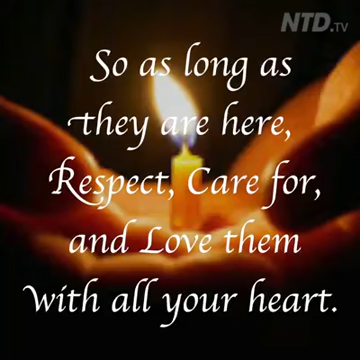 NTD.TV
So as long as
they are here,
Respect, Care for,
and Love them
with all your heart.